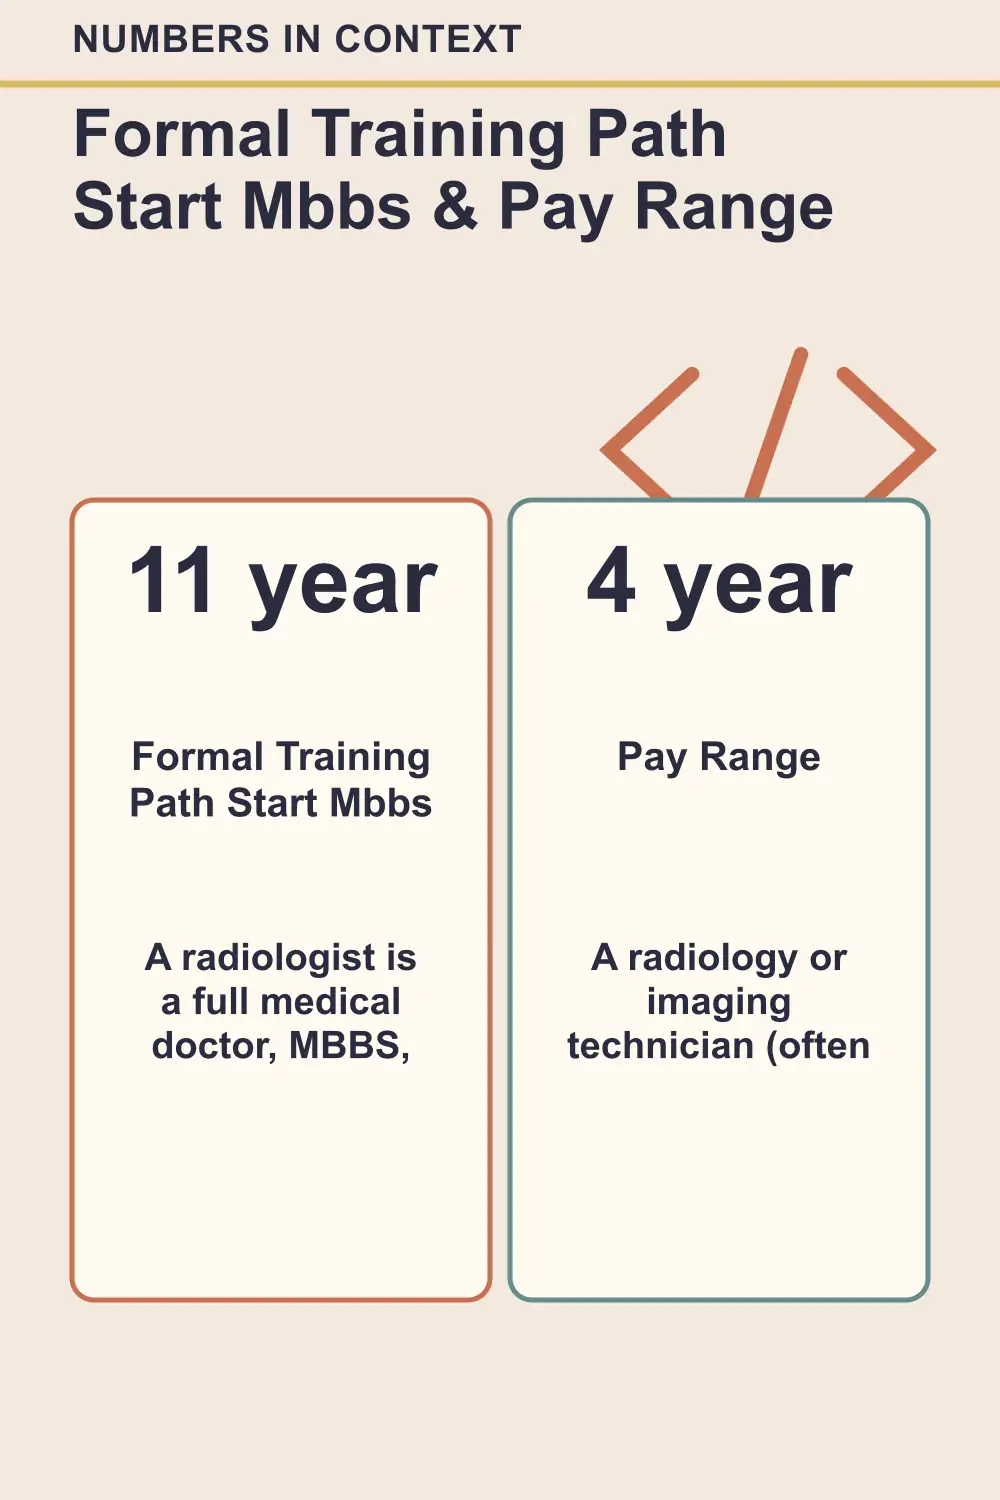 NUMBERS IN CONTEXT
Formal Training Path
Start Mbbs & Pay Range
11 year
Formal Training
Path Start Mbbs
A radiologist is
a full medical
doctor, MBBS,
4 year
Pay Range
A radiology or
imaging
technician (often